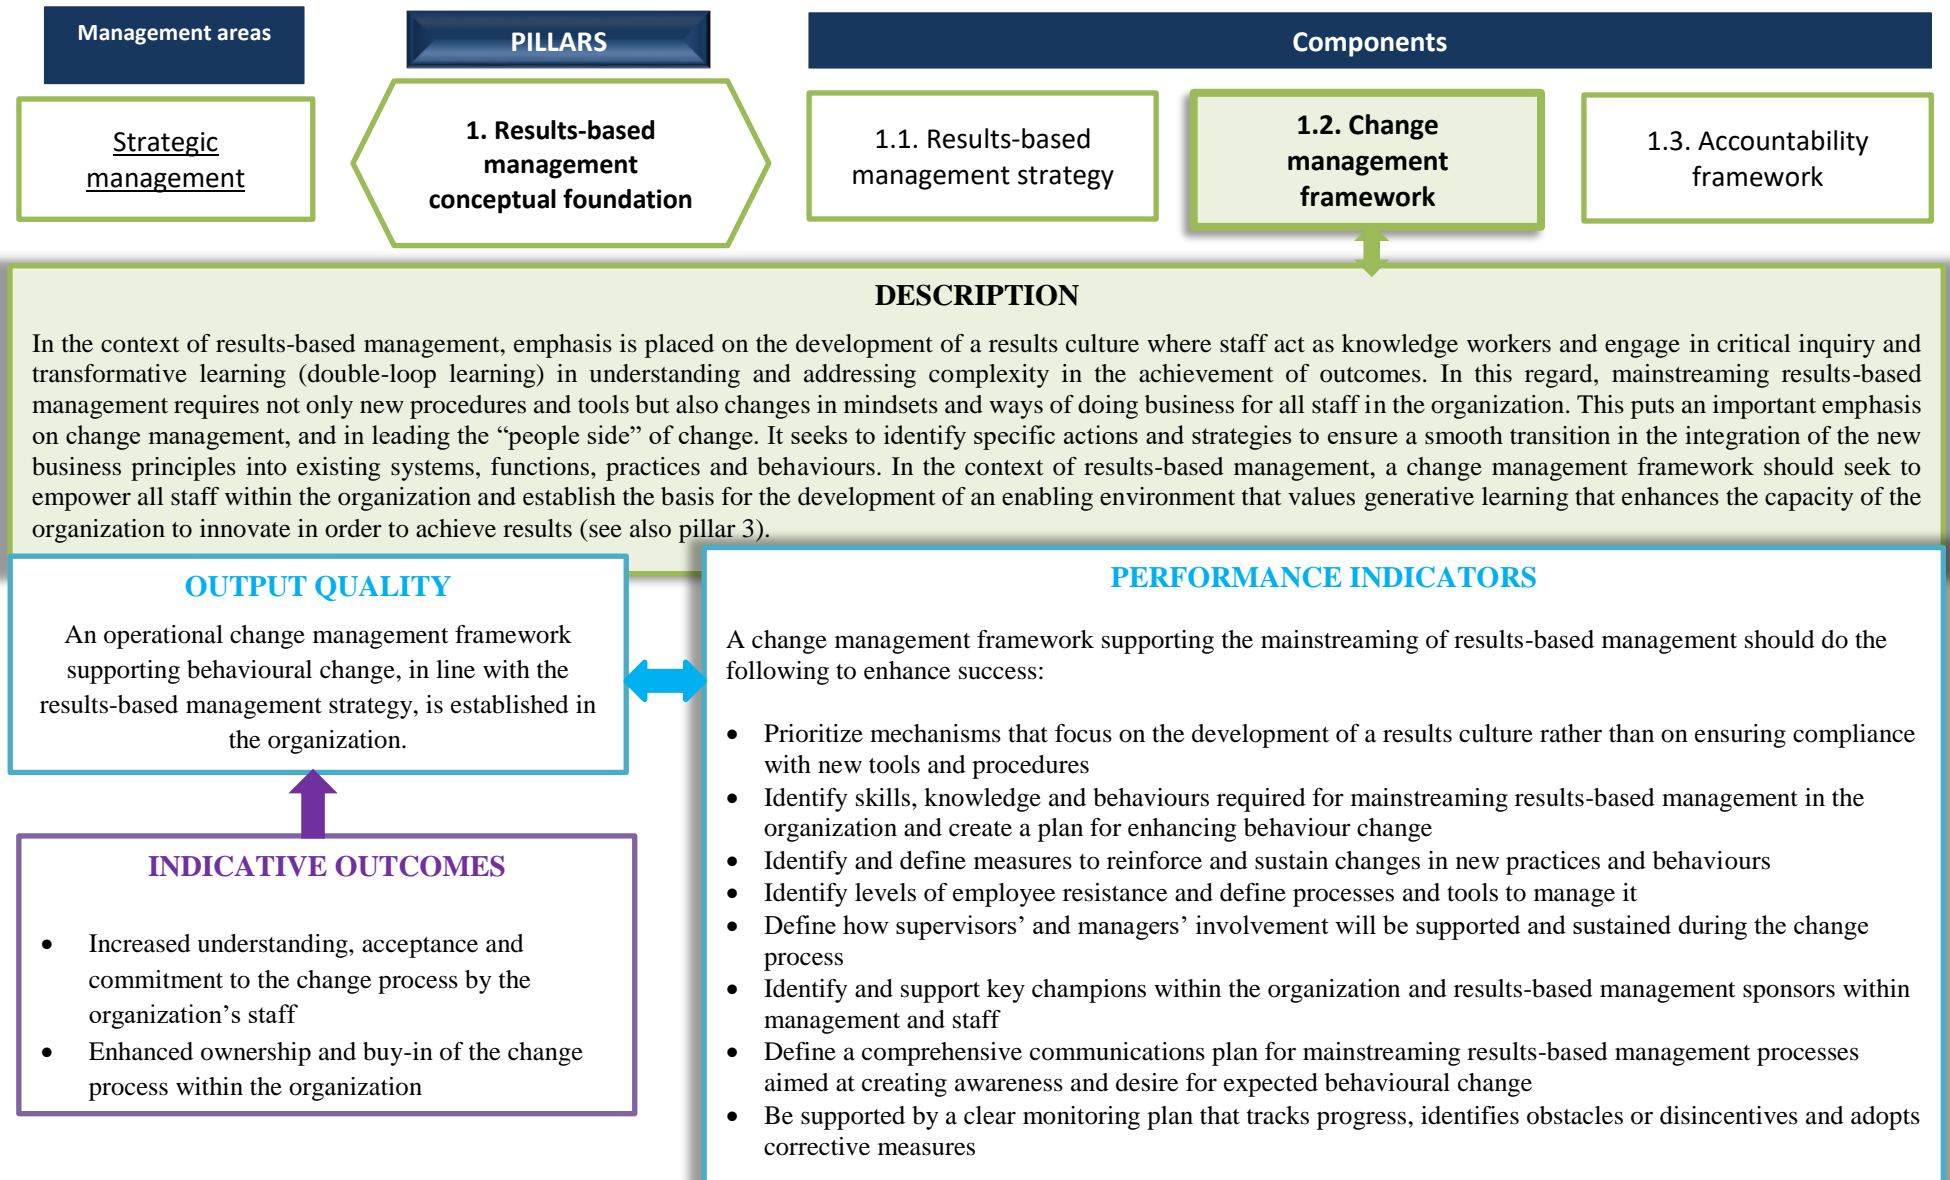 Management areas
PILLARS
Components
Strategic
management
1. Results-based
management
conceptual foundation
1.1. Results-based
management strategy
1.2. Change
management
framework
1.3. Accountability
framework
DESCRIPTION
In the context of results-based management, emphasis is placed on the development of a results culture where staff act as knowledge workers and engage in critical inquiry and
transformative learning (double-loop learning) in understanding and addressing complexity in the achievement of outcomes. In this regard, mainstreaming results-based
management requires not only new procedures and tools but also changes in mindsets and ways of doing business for all staff in the organization. This puts an important emphasis
on change management, and in leading the “people side” of change. It seeks to identify specific actions and strategies to ensure a smooth transition in the integration of the new
business principles into existing systems, functions, practices and behaviours. In the context of results-based management, a change management framework should seek to
empower all staff within the organization and establish the basis for the development of an enabling environment that values generative learning that enhances the capacity of the
organization to innovate in order to achieve results (see also pillar 3).
OUTPUT QUALITY
An operational change management framework
supporting behavioural change, in line with the
results-based management strategy, is established in
the organization.
INDICATIVE OUTCOMES
• Increased understanding, acceptance and
commitment to the change process by the
organization’s staff
• Enhanced ownership and buy-in of the change
process within the organization
PERFORMANCE INDICATORS
A change management framework supporting the mainstreaming of results-based management should do the
following to enhance success:
• Prioritize mechanisms that focus on the development of a results culture rather than on ensuring compliance
with new tools and procedures
• Identify skills, knowledge and behaviours required for mainstreaming results-based management in the
organization and create a plan for enhancing behaviour change
• Identify and define measures to reinforce and sustain changes in new practices and behaviours
• Identify levels of employee resistance and define processes and tools to manage it
• Define how supervisors’ and managers’ involvement will be supported and sustained during the change
process
• Identify and support key champions within the organization and results-based management sponsors within
management and staff
• Define a comprehensive communications plan for mainstreaming results-based management processes
aimed at creating awareness and desire for expected behavioural change
• Be supported by a clear monitoring plan that tracks progress, identifies obstacles or disincentives and adopts
corrective measures